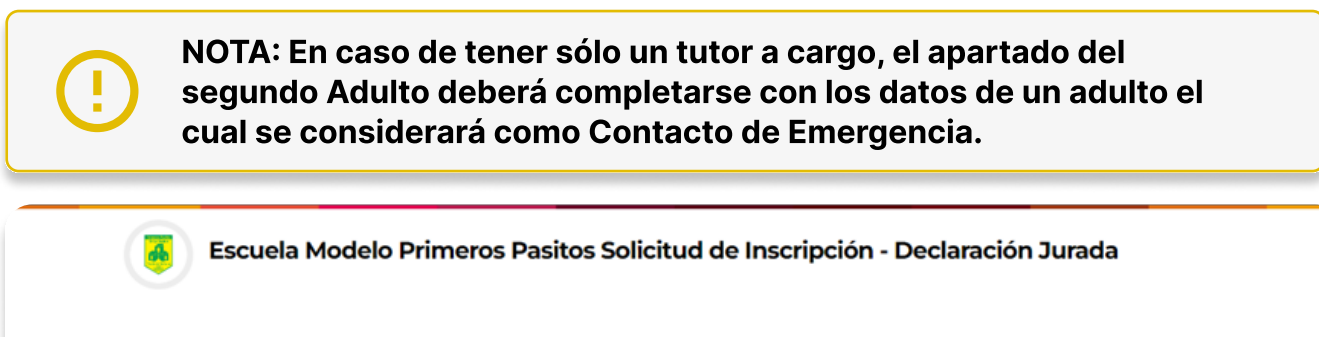 NOTA: En caso de tener sólo un tutor a cargo, el apartado del
segundo Adulto deberá completarse con los datos de un adulto el
cual se considerará como Contacto de Emergencia.
Escuela Modelo Primeros Pasitos Solicitud de Inscripción - Declaración Jurada